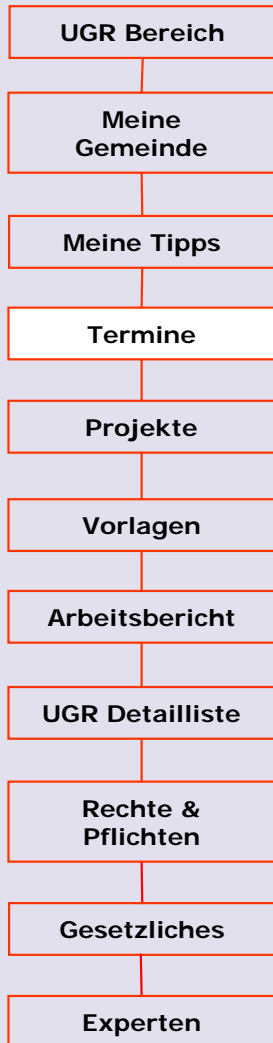 UGR Bereich
Meine
Gemeinde
Meine Tipps
Termine
Projekte
Vorlagen
Arbeitsbericht
UGR Detailliste
Rechte &
Pflichten
Gesetzliches
Experten